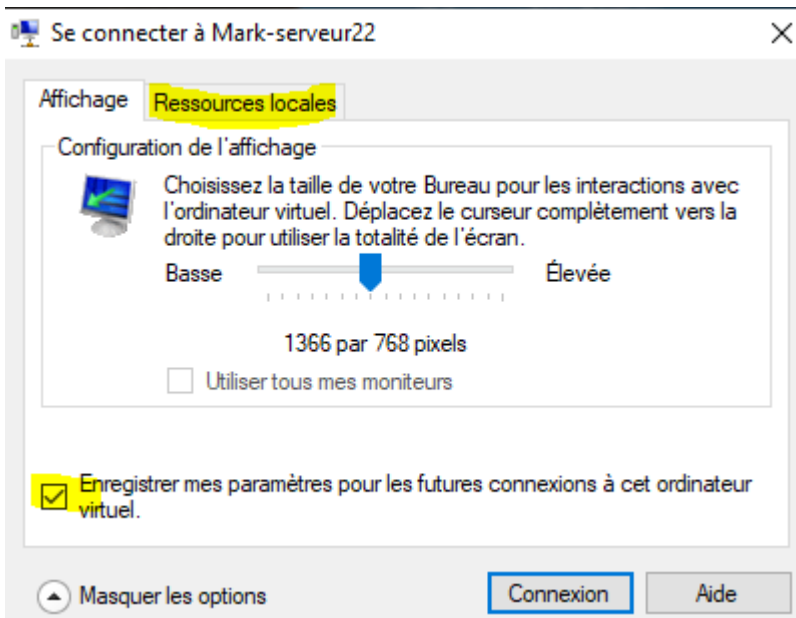 Se connecter à Mark-serveur22
Affichage
Ressources locales
Configuration de l'affichage
Choisissez la taille de votre Bureau pour les interactions avec
l'ordinateur virtuel. Déplacez le curseur complètement vers la
droite pour utiliser la totalité de l'écran.
Basse
Élevée
1366 par 768 pixels
Utiliser tous mes moniteurs
Enregistrer mes paramètres pour les futures connexions à cet ordinateur
virtuel.
Masquer les options
Connexion
Aide